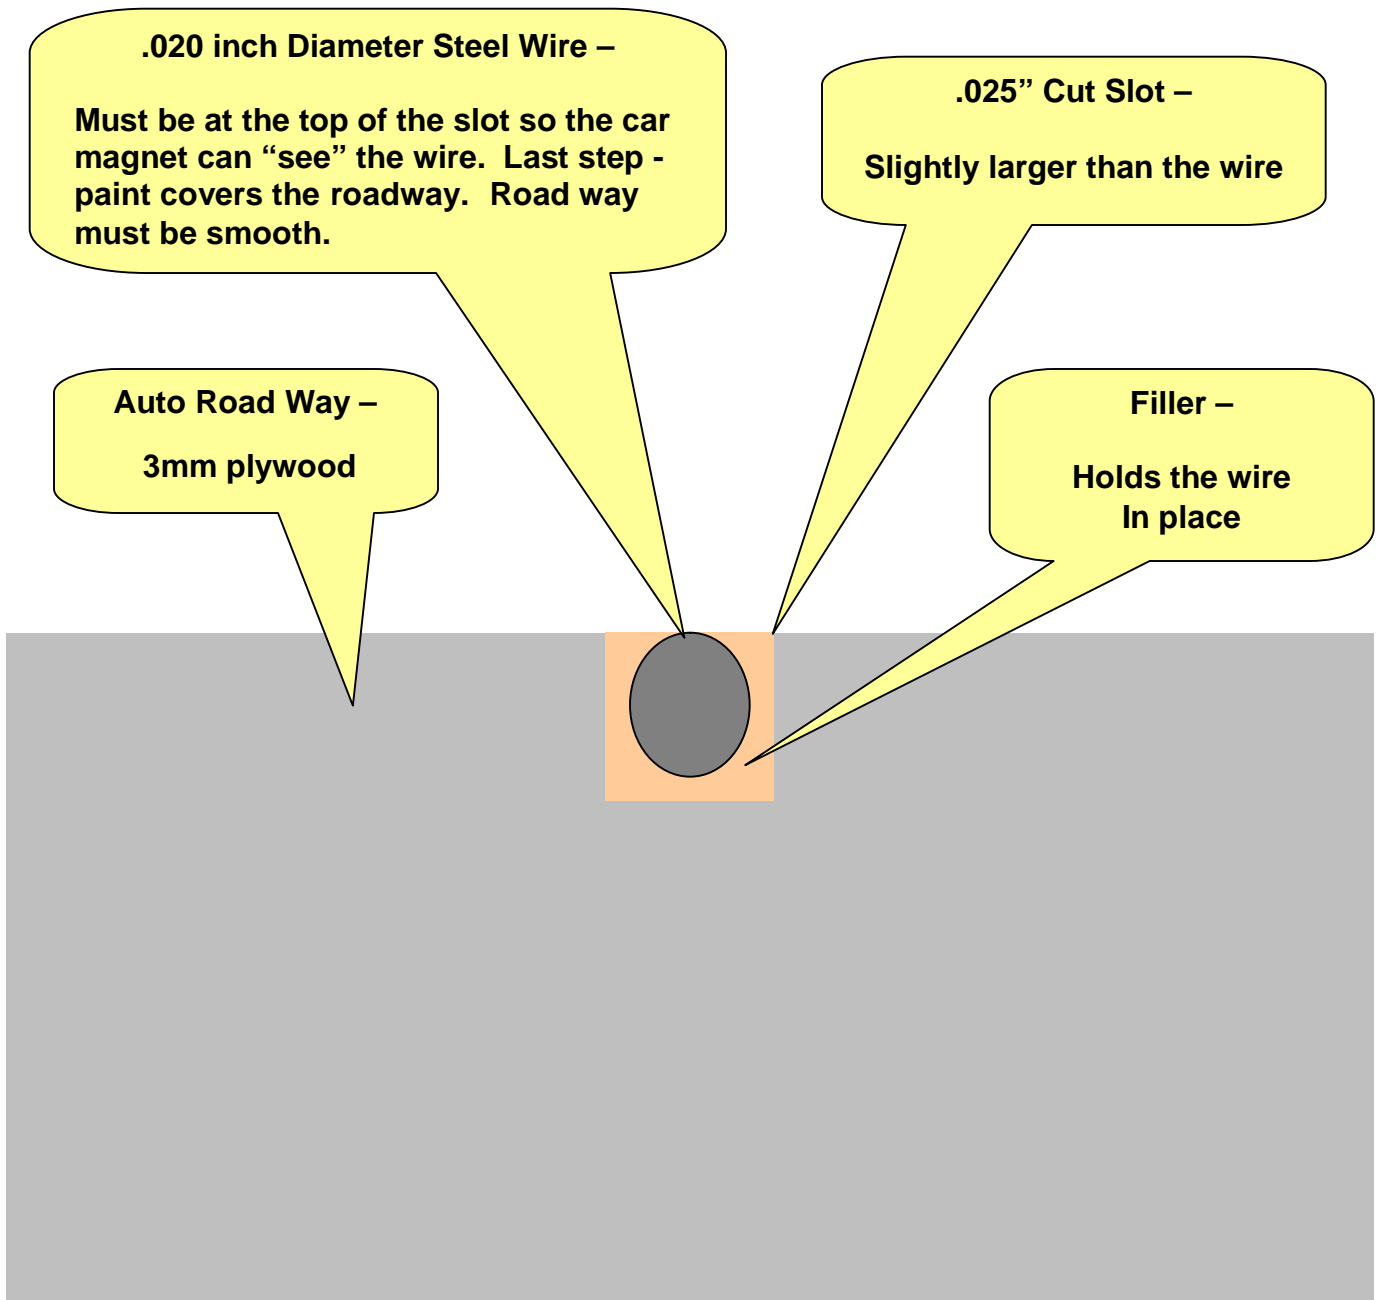 .020 inch Diameter Steel Wire –
Must be at the top of the slot so the car
magnet can “see” the wire.  Last step -
paint covers the roadway.  Road way
must be smooth.
.025” Cut Slot –
Slightly larger than the wire
Auto Road Way –
3mm plywood
Filler –
Holds the wire
In place